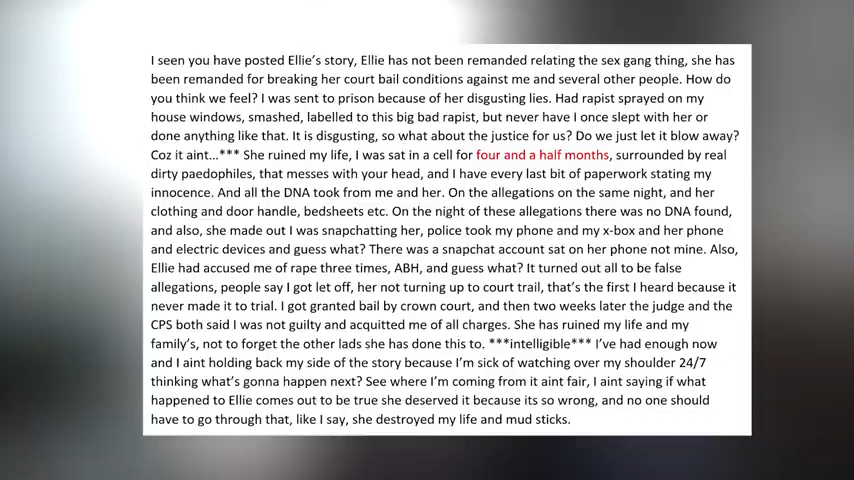 I seen you have posted Ellie's story, Ellie has not been remanded relating the sex gang thing, she has
been remanded for breaking her court bail conditions against me and several other people. How do
you think we feel? I was sent to prison because of her disgusting lies. Had rapist sprayed on my
house windows, smashed, labelled to this big bad rapist, but never have I once slept with her or
done anything like that. It is disgusting, so what about the justice for us? Do we just let it blow away?
Coz it aint...*** She ruined my life, I was sat in a cell for four and a half months, surrounded by real
dirty paedophiles, that messes with your head, and I have every last bit of paperwork stating my
innocence. And all the DNA took from me and her. On the allegations on the same night, and her
clothing and door handle, bedsheets etc. On the night of these allegations there was no DNA found,
and also, she made out I was snapchatting her, police took my phone and my x-box and her phone
and electric devices and guess what? There was a snapchat account sat on her phone not mine. Also,
Ellie had accused me of rape three times, ABH, and guess what? It turned out all to be false
allegations, people say I got let off, her not turning up to court trail, that's the first I heard because it
never made it to trial. I got granted bail by crown court, and then two weeks later the judge and the
CPS both said I was not guilty and acquitted me of all charges. She has ruined my life and my
family's, not to forget the other lads she has done this to. ***intelligible*** I've had enough now
and I aint holding back my side of the story because I'm sick of watching over my shoulder 24/7
thinking what's gonna happen next? See where I'm coming from it aint fair, I aint saying if what
happened to Ellie comes out to be true she deserved it because its so wrong, and no one should
have to go through that, like I say, she destroyed my life and mud sticks.